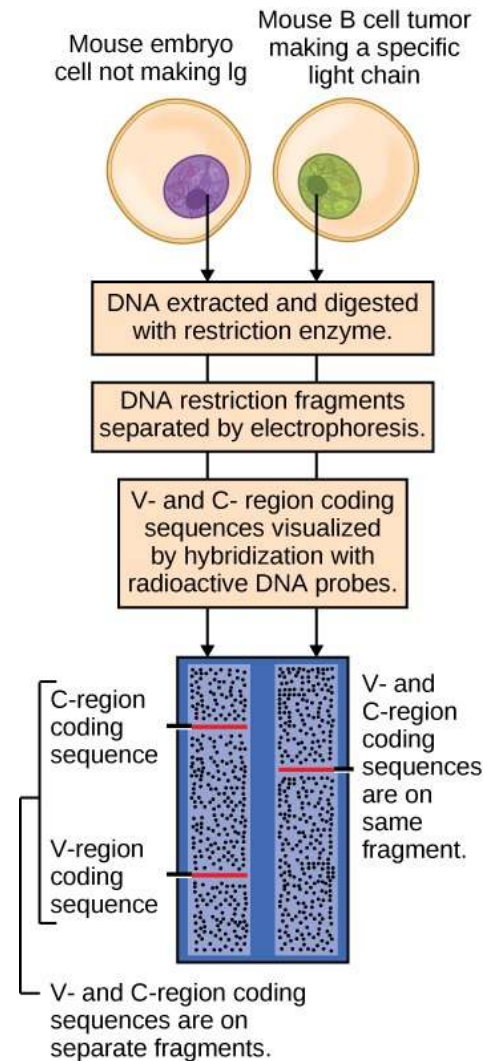 Mouse embryo
cell not making Ig
Mouse B cell tumor
making a specific
light chain
DNA extracted and digested
with restriction enzyme.
DNA restriction fragments
separated by electrophoresis.
V- and C- region coding
sequences visualized
by hybridization with
radioactive DNA probes.
C-region
coding
sequence
V-region
coding
sequence
V- and
C-region
coding
sequences
are on
same
fragment.
V- and C-region coding
sequences are on
separate fragments.